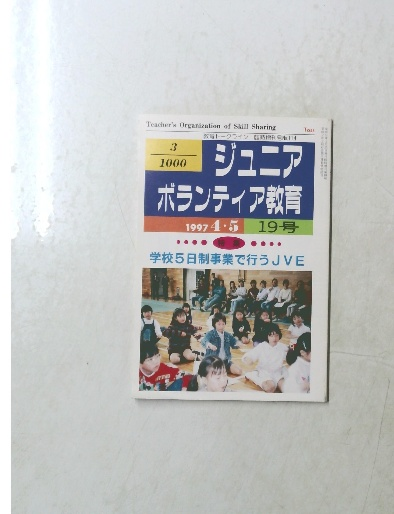 Teacher's Organization of Skill Sharing
3
1000
ジュニア
ボランティア教育
1997 4·5 19号
特集
学校5日制事業で行うJVE